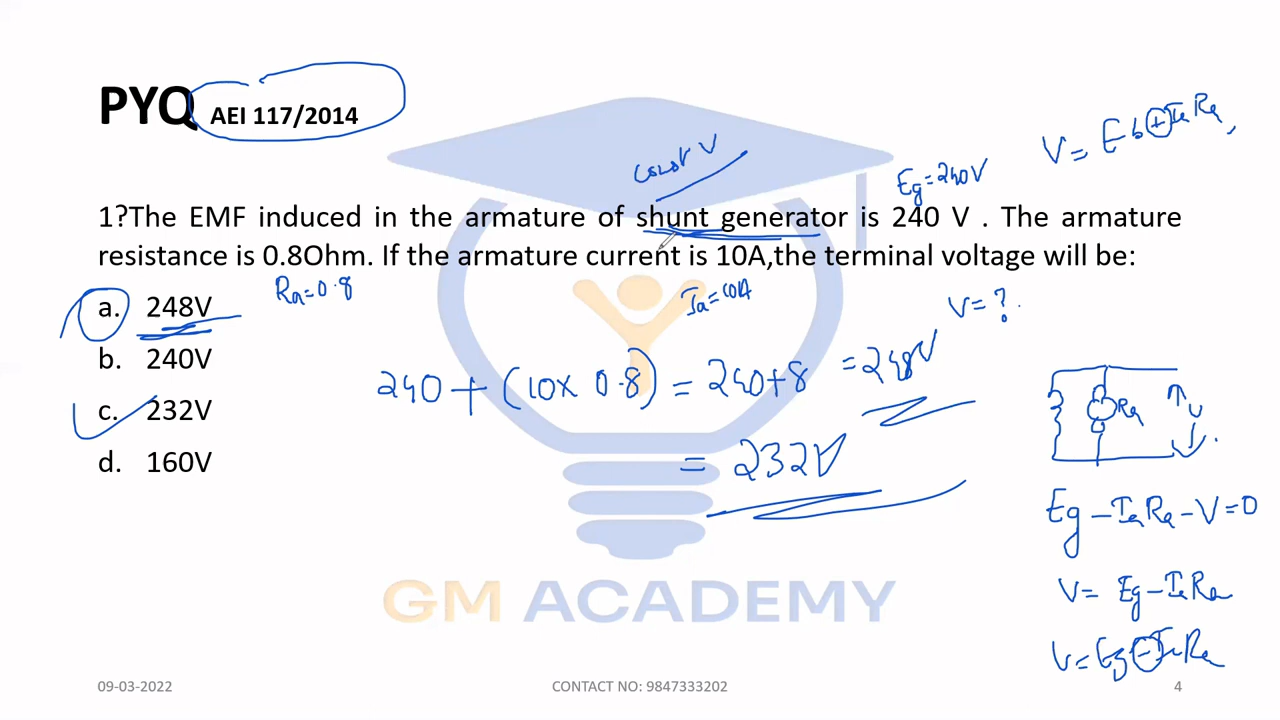 PYQ AEI 117/2014
V = Eb + IaRa,
const V
Eg = 240V
1?The EMF induced in the armature of shunt generator is 240 V . The armature
resistance is 0.8Ohm. If the armature current is 10A,the terminal voltage will be:
Ra = 0.8
Ia = 10A
V = ?
a. 248V
b. 240V
c. 232V
d. 160V
240 + (10 x 0.8) = 240+8 = 248V
= 232V
Ra
V
Eg - IaRa - V = 0
V = Eg - IaRa
V = Eg - IaRa
GM ACADEMY
09-03-2022
CONTACT NO: 9847333202
4